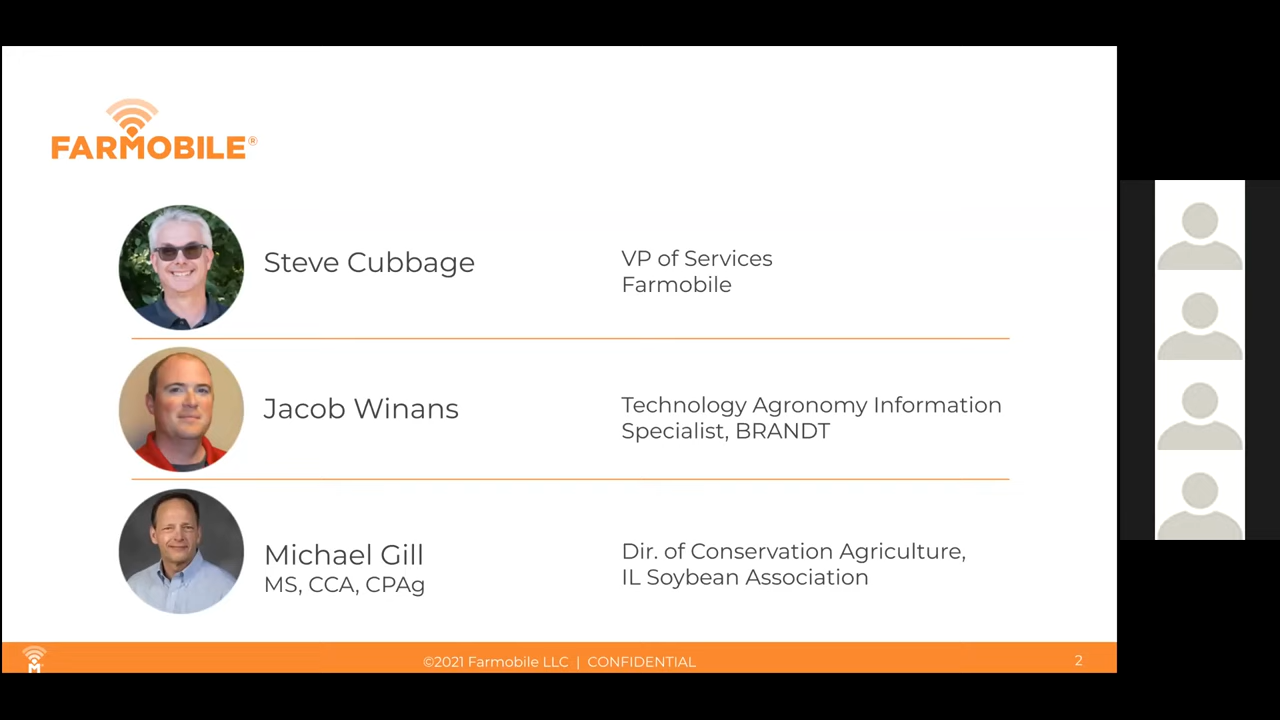 FARMOBILE®
Steve Cubbage
VP of Services
Farmobile
Jacob Winans
Technology Agronomy Information
Specialist, BRANDT
Michael Gill
MS, CCA, CPAg
Dir. of Conservation Agriculture,
IL Soybean Association
©2021 Farmobile LLC | CONFIDENTIAL
2